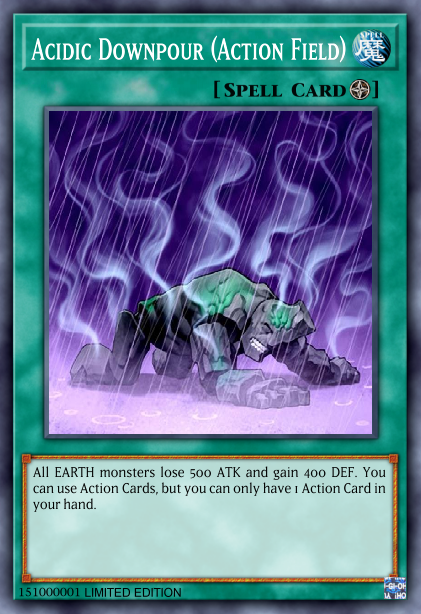 Acidic Downpour (Action Field)
SPELL
魔
[Spell Card]
All EARTH monsters lose 500 ATK and gain 400 DEF. You
can use Action Cards, but you can only have 1 Action Card in
your hand.
151000001 LIMITED EDITION